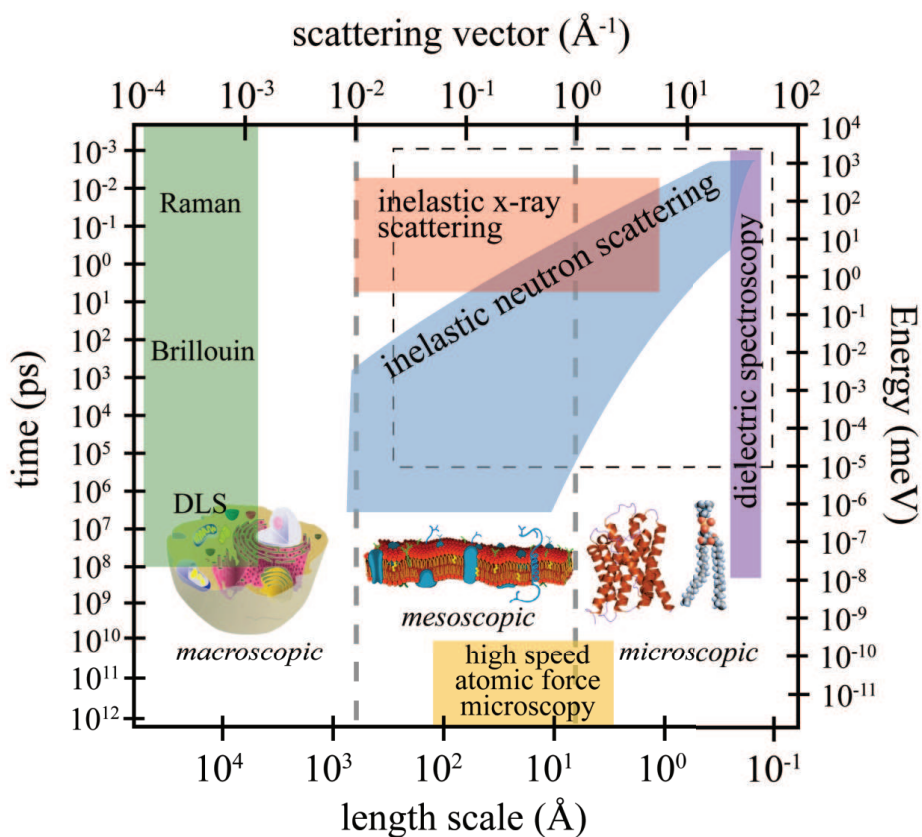 scattering vector (Å⁻¹)
10⁻⁴ 10⁻³ 10⁻² 10⁻¹ 10⁰ 10¹ 10²
time (ps)
10⁻³
10⁻²
10⁻¹
10⁰
10¹
10²
10³
10⁴
10⁵
10⁶
10⁷
10⁸
10⁹
10¹⁰
10¹¹
10¹²
Raman
Brillouin
DLS
inelastic x-ray
scattering
inelastic neutron scattering
dielectric spectroscopy
macroscopic
mesoscopic
microscopic
high speed
atomic force
microscopy
10⁴
10³
10²
10¹
10⁰
10⁻¹
10⁻²
10⁻³
10⁻⁴
10⁻⁵
10⁻⁶
10⁻⁷
10⁻⁸
10⁻⁹
10⁻¹⁰
10⁻¹¹
Energy (meV)
10⁴ 10³ 10² 10¹ 10⁰ 10⁻¹
length scale (Å)